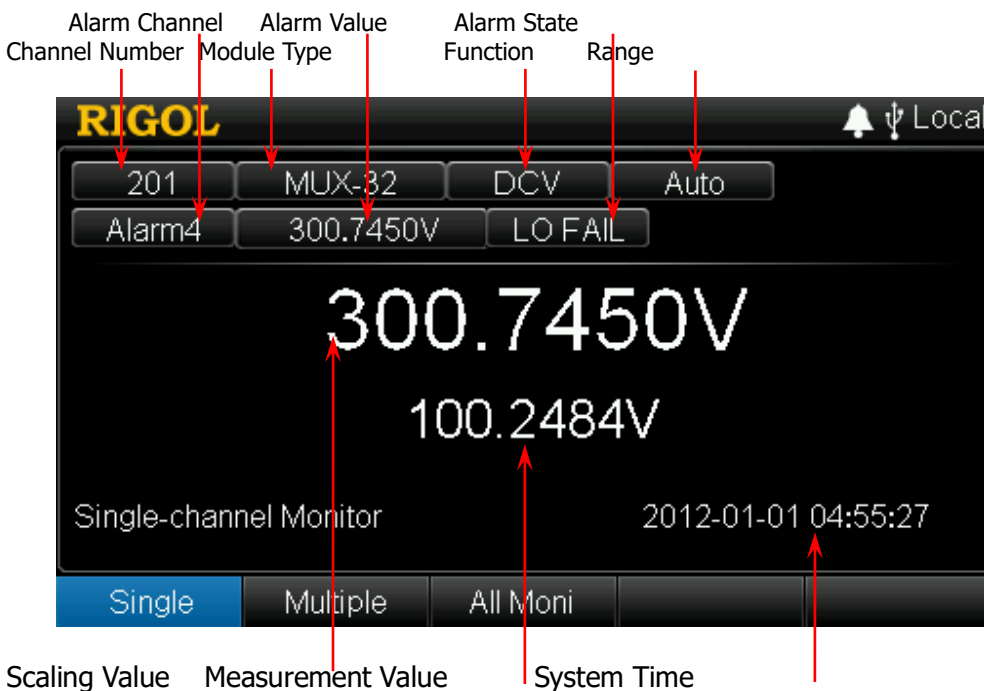 Alarm Channel Alarm Value Alarm State
Channel Number Module Type Function Range
RIGOL Local
201 MUX-32 DCV Auto
Alarm4 300.7450V LO FAIL
300.7450V
100.2484V
Single-channel Monitor 2012-01-01 04:55:27
Single Multiple All Moni
Scaling Value Measurement Value System Time